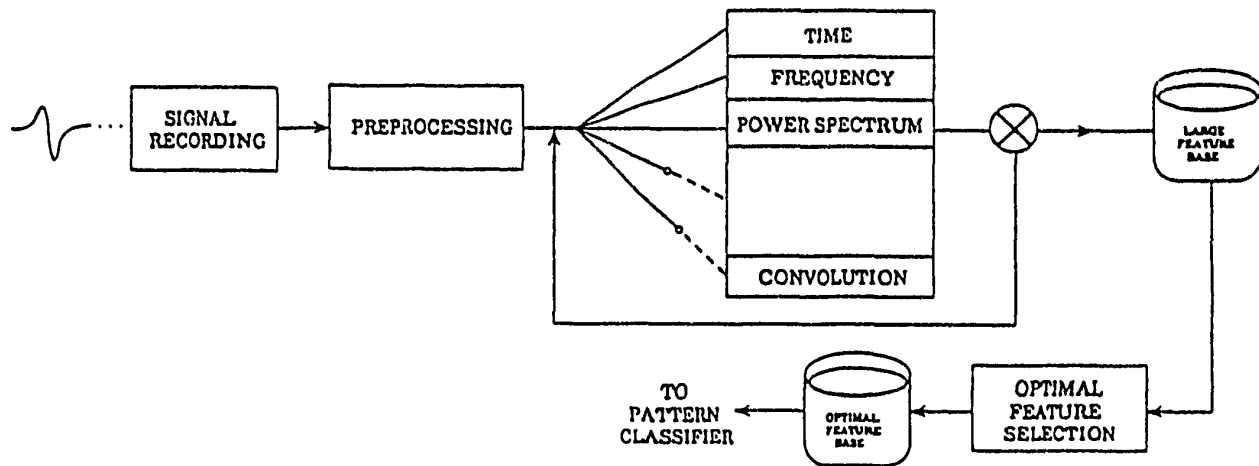 TIME
FREQUENCY
SIGNAL
RECORDING
PREPROCESSING
POWER SPECTRUM
LARGE
FEATURE
BASE
CONVOLUTION
TO
PATTERN
CLASSIFIER
OPTIMAL
FEATURE
BASE
OPTIMAL
FEATURE
SELECTION